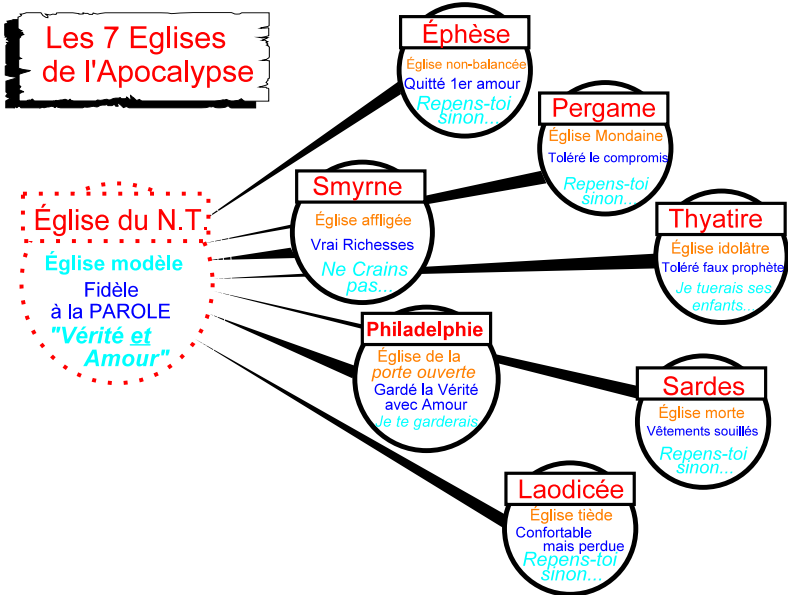 Les 7 Eglises
de l'Apocalypse
Éphèse
Église non-balancée
Quitté 1er amour
Repens-toi
sinon...
Pergame
Église Mondaine
Toléré le compromis
Repens-toi
sinon...
Smyrne
Église affligée
Vrai Richesses
Ne Crains
pas...
Thyatire
Église idolâtre
Toléré faux prophète
Je tuerais ses
enfants...
Église du N.T.
Église modèle
Fidèle
à la PAROLE
"Vérité et
Amour"
Philadelphie
Église de la
porte ouverte
Gardé la Vérité
avec Amour
Je te garderais
Sardes
Église morte
Vêtements souillés
Repens-toi
sinon...
Laodicée
Église tiède
Confortable
mais perdue
Repens-toi
sinon...